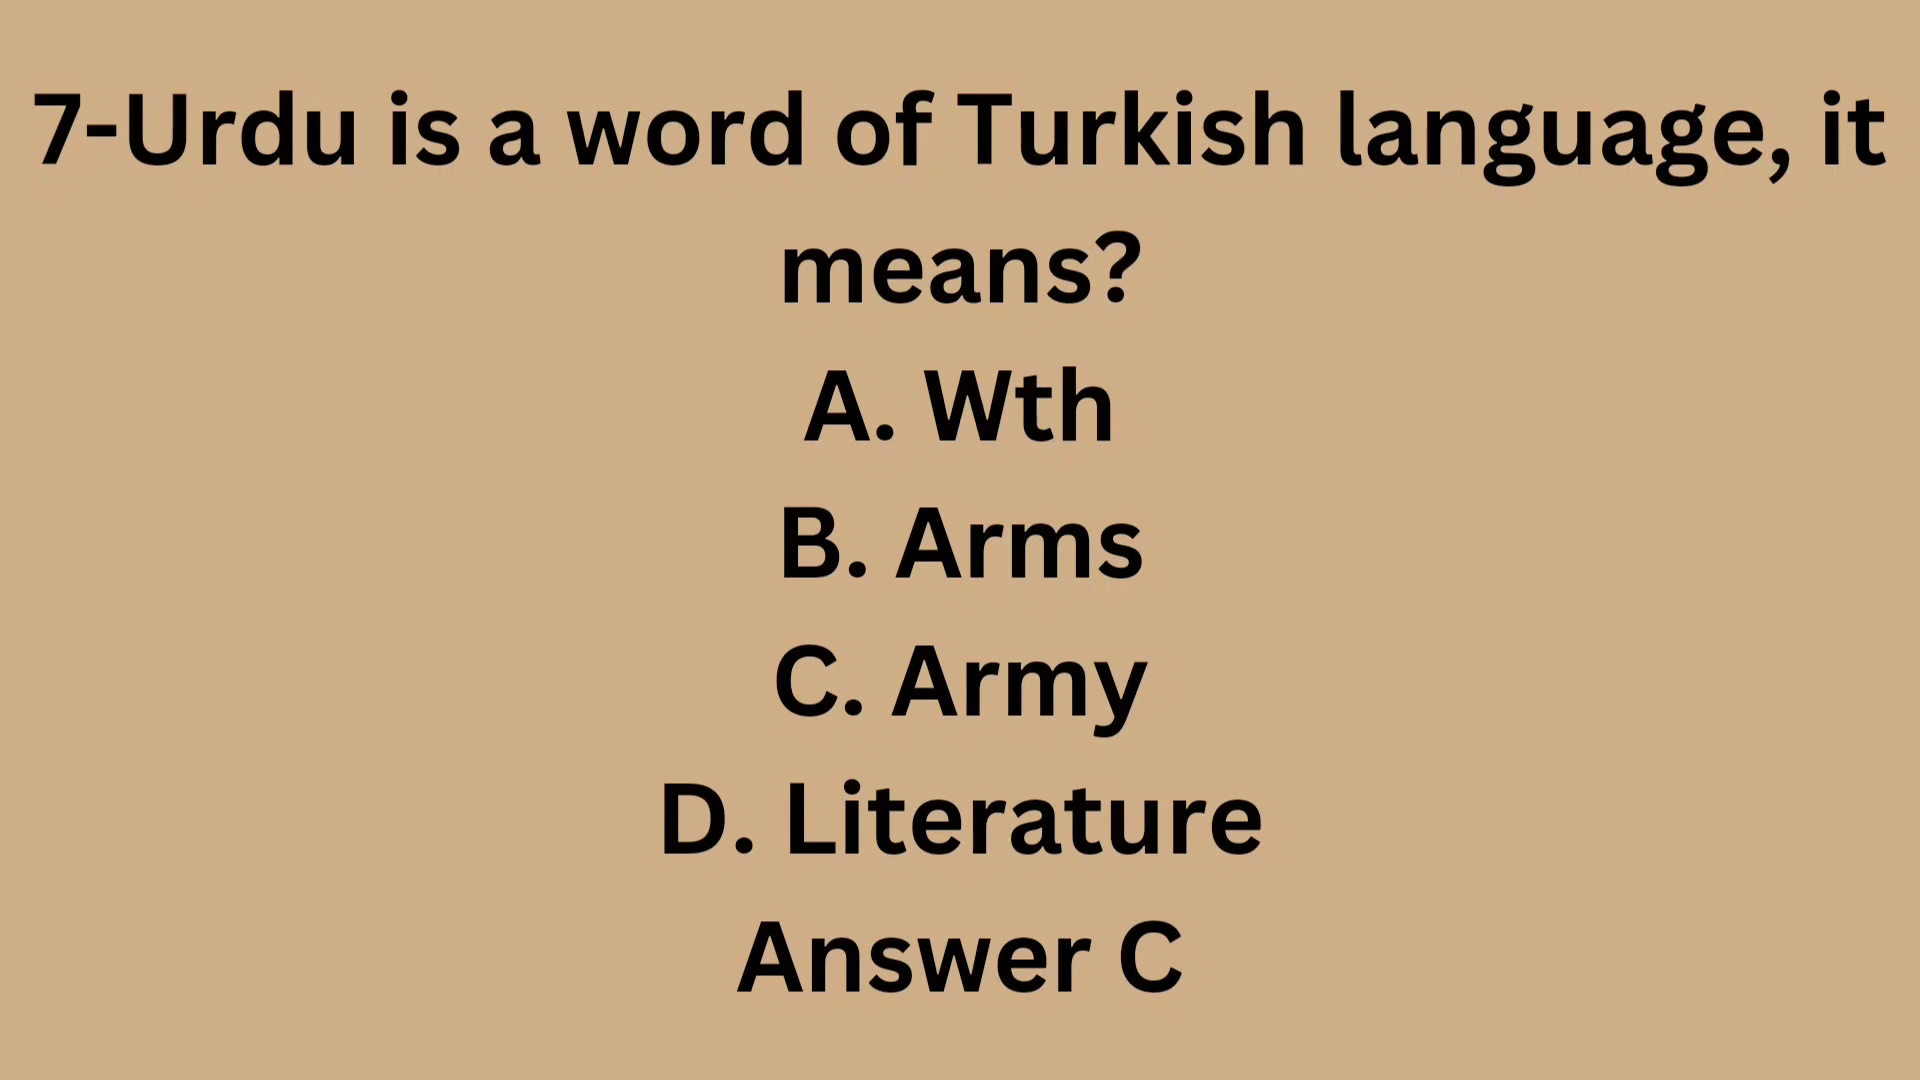 7-Urdu is a word of Turkish language, it
means?
A. Wth
B. Arms
C. Army
D. Literature
Answer C